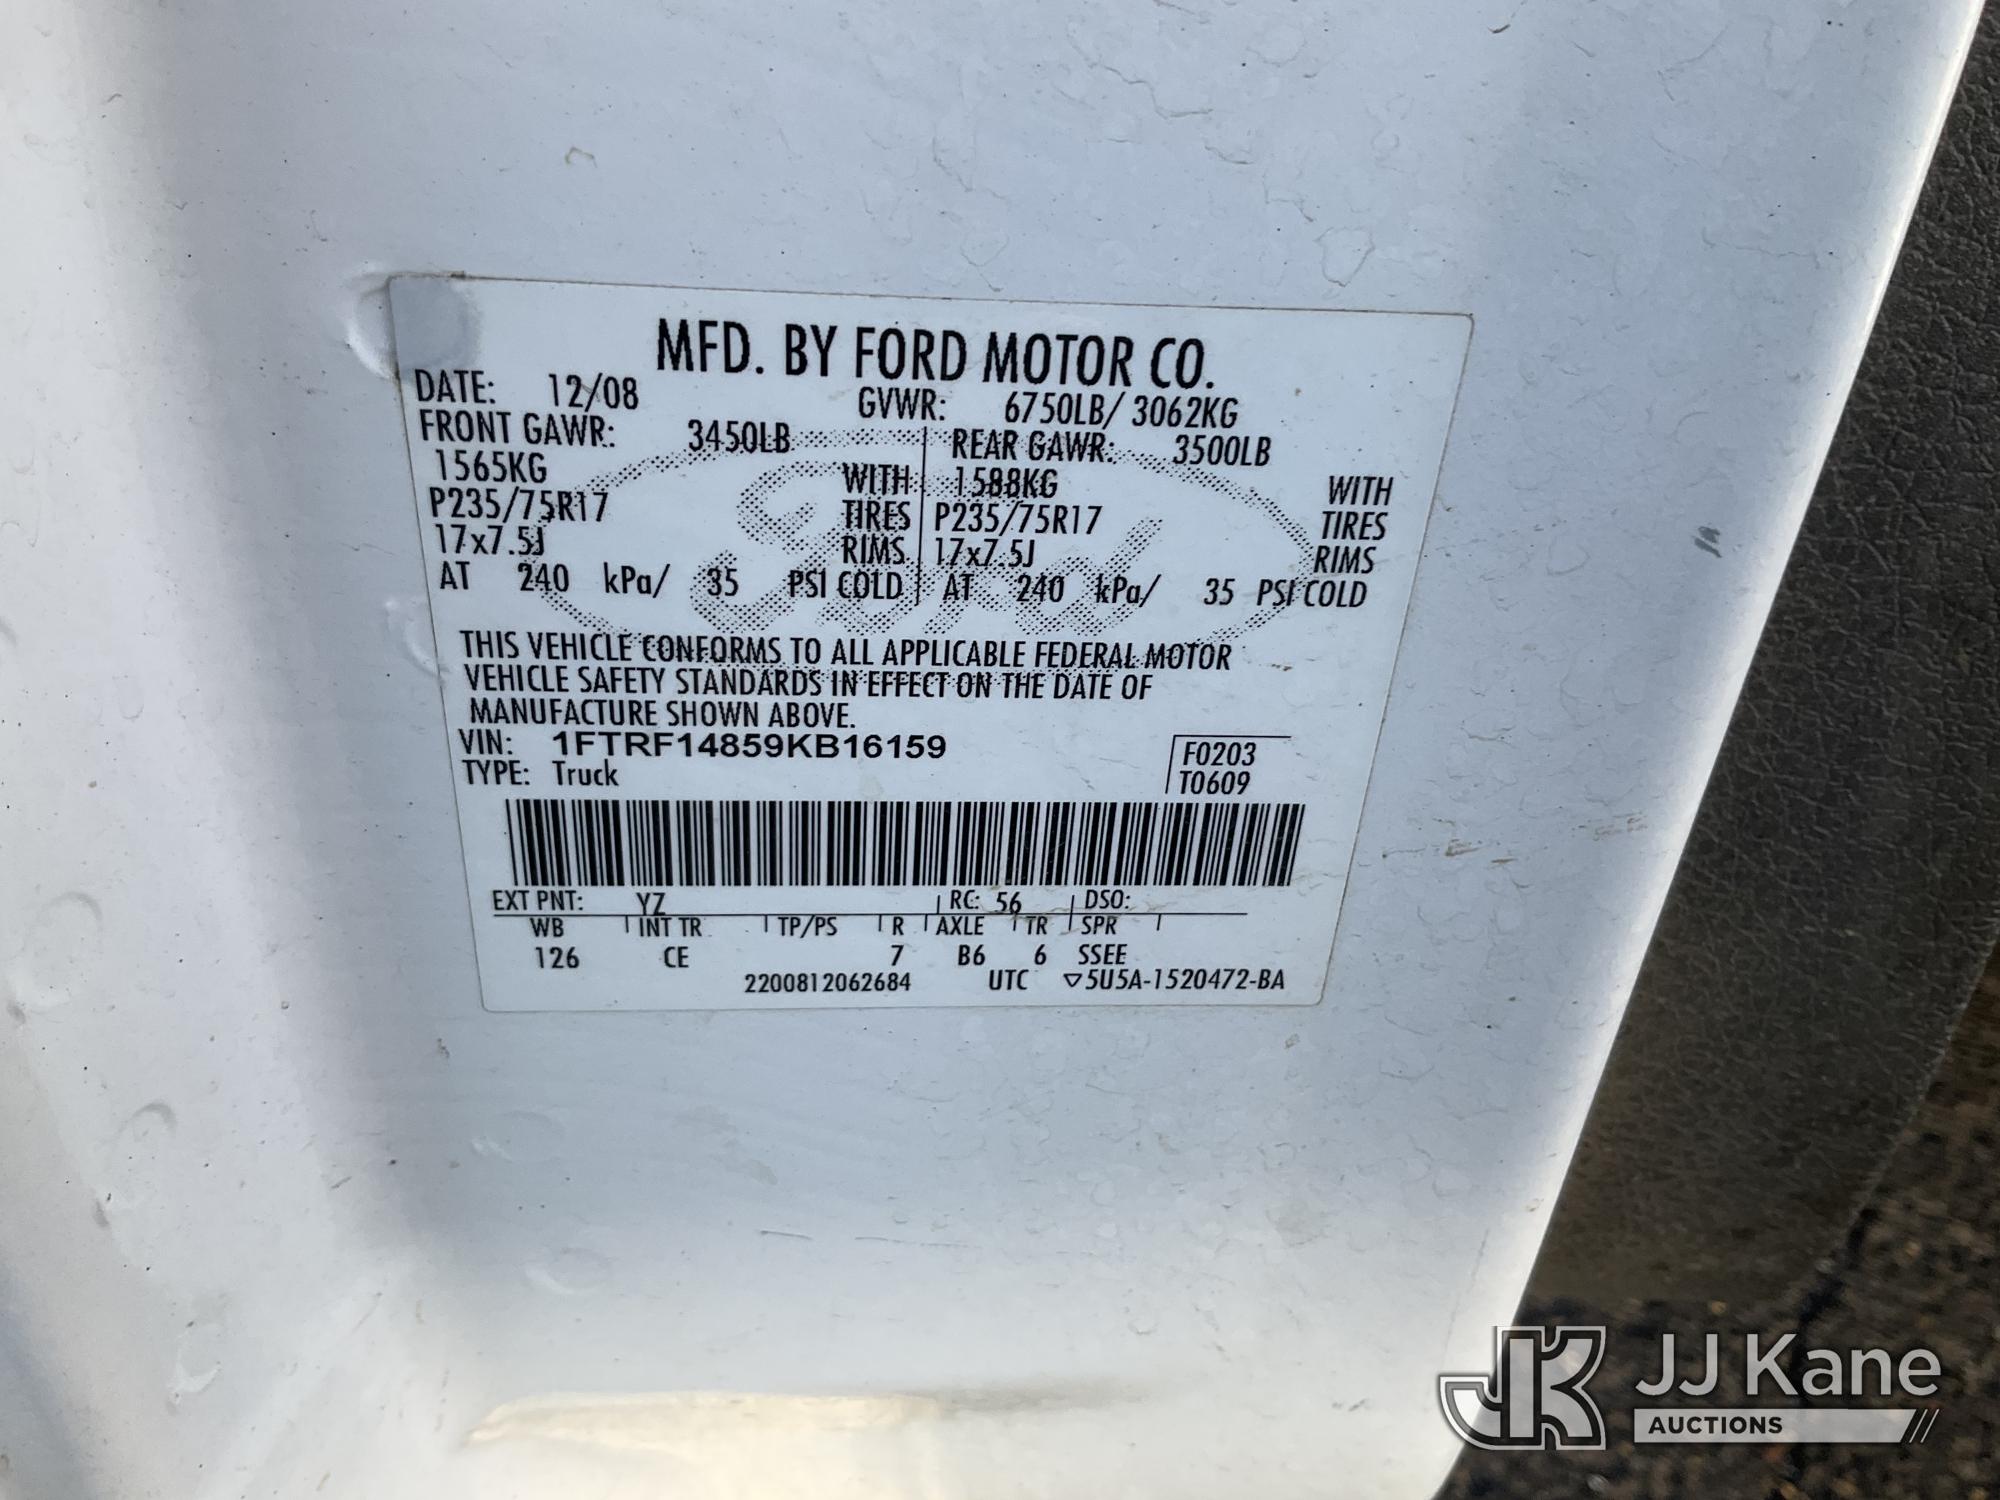 MFD. BY FORD MOTOR CO.
DATE: 12/08 GVWR: 6750LB/ 3062KG
FRONT GAWR: 3450LB REAR GAWR: 3500LB
1565KG WITH 1588KG WITH
P235/75R17 TIRES P235/75R17 TIRES
17x7.5J RIMS 17x7.5J RIMS
AT 240 kPa/ 35 PSI COLD AT 240 kPa/ 35 PSI COLD
Ford
THIS VEHICLE CONFORMS TO ALL APPLICABLE FEDERAL MOTOR
VEHICLE SAFETY STANDARDS IN EFFECT ON THE DATE OF
MANUFACTURE SHOWN ABOVE.
VIN: 1FTRF14859KB16159 F0203
TYPE: Truck T0609
EXT PNT: YZ RC: 56 DSO:
WB INT TR TP/PS R AXLE TR SPR
126 CE 7 B6 6 SSEE
2200812062684 UTC ▽5U5A-1520472-BA
JK JJ Kane
AUCTIONS